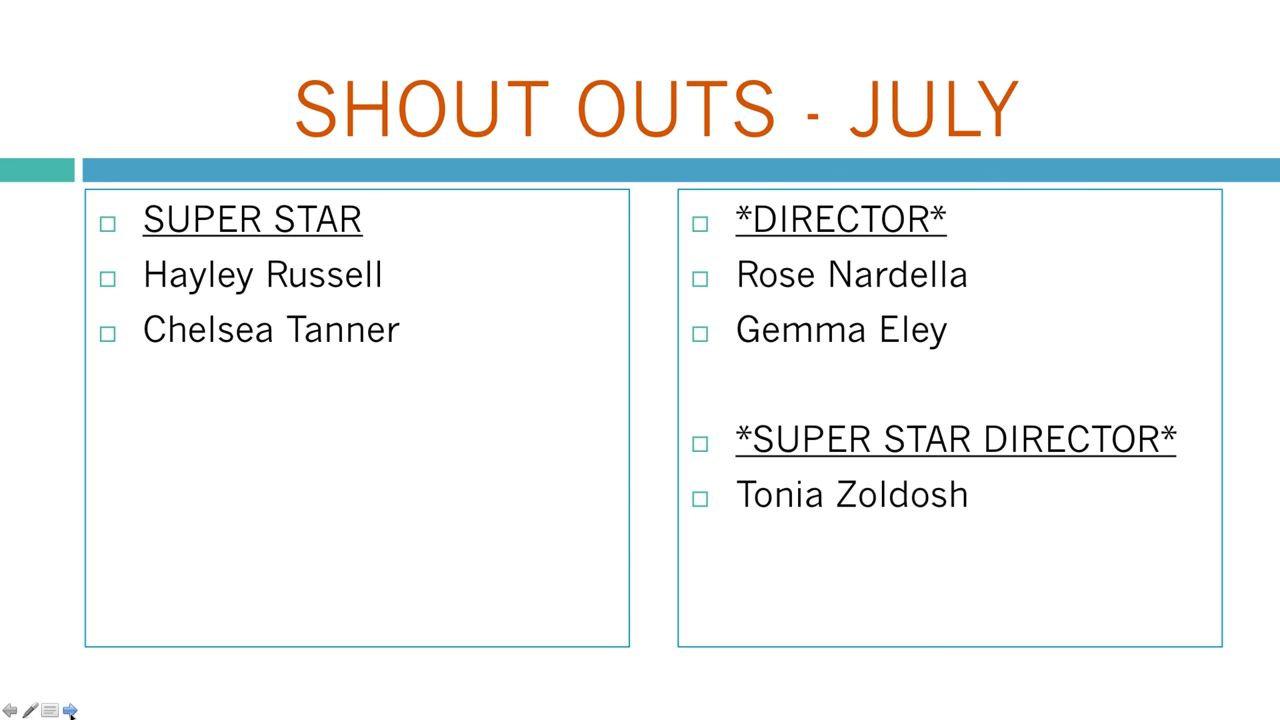 SHOUT OUTS - JULY
SUPER STAR
Hayley Russell
Chelsea Tanner
*DIRECTOR*
Rose Nardella
Gemma Eley
*SUPER STAR DIRECTOR*
Tonia Zoldosh